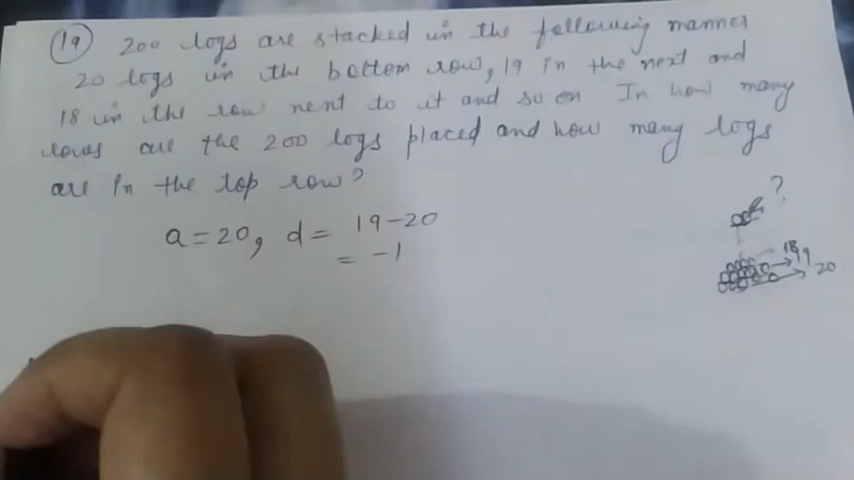 19 200 logs are stacked in the following manner
20 logs in the bottom row, 19 in the next and
18 in the row next to it and so on In how many
rows are the 200 logs placed and how many logs
are in the top row?
?
a=20, d= 19-20
= -1
18
19
20